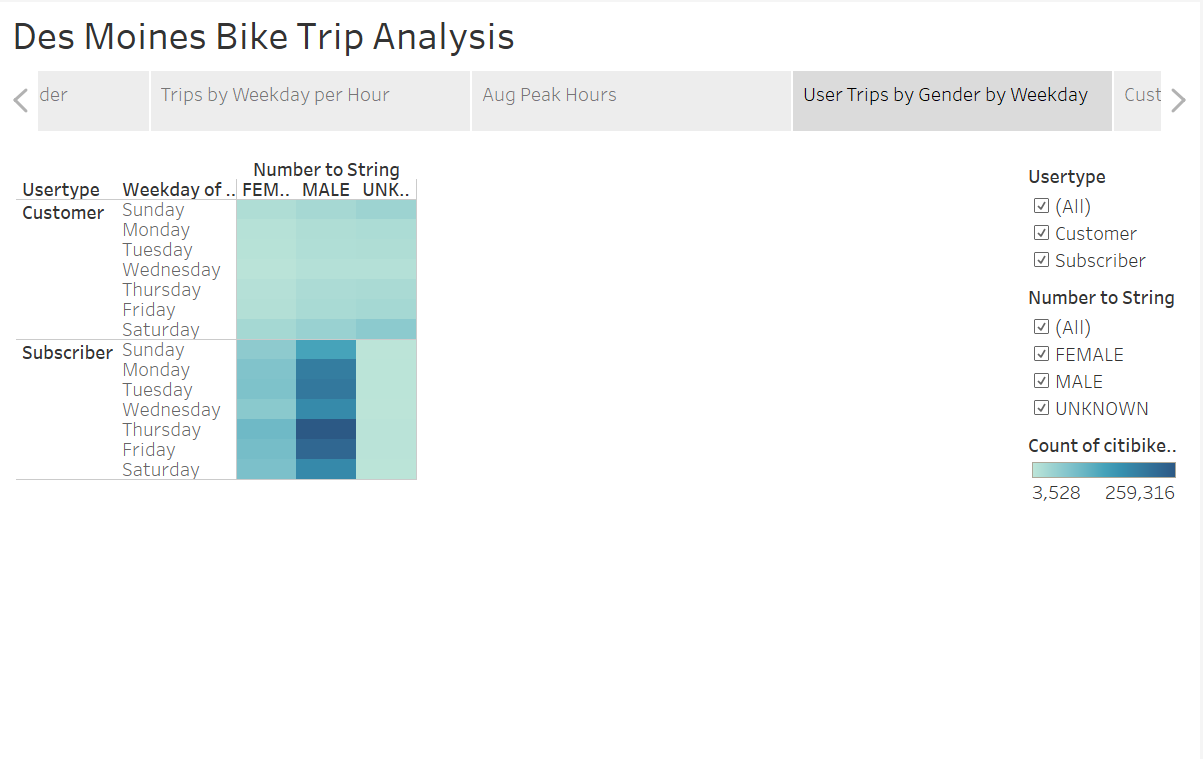 Des Moines Bike Trip Analysis
der
Trips by Weekday per Hour
Aug Peak Hours
User Trips by Gender by Weekday
Cust
Number to String
Usertype Weekday of .. FEM.. MALE UNK..
Customer Sunday
Monday
Tuesday
Wednesday
Thursday
Friday
Saturday
Subscriber Sunday
Monday
Tuesday
Wednesday
Thursday
Friday
Saturday
Usertype
(All)
Customer
Subscriber
Number to String
(All)
FEMALE
MALE
UNKNOWN
Count of citibike..
3,528 259,316